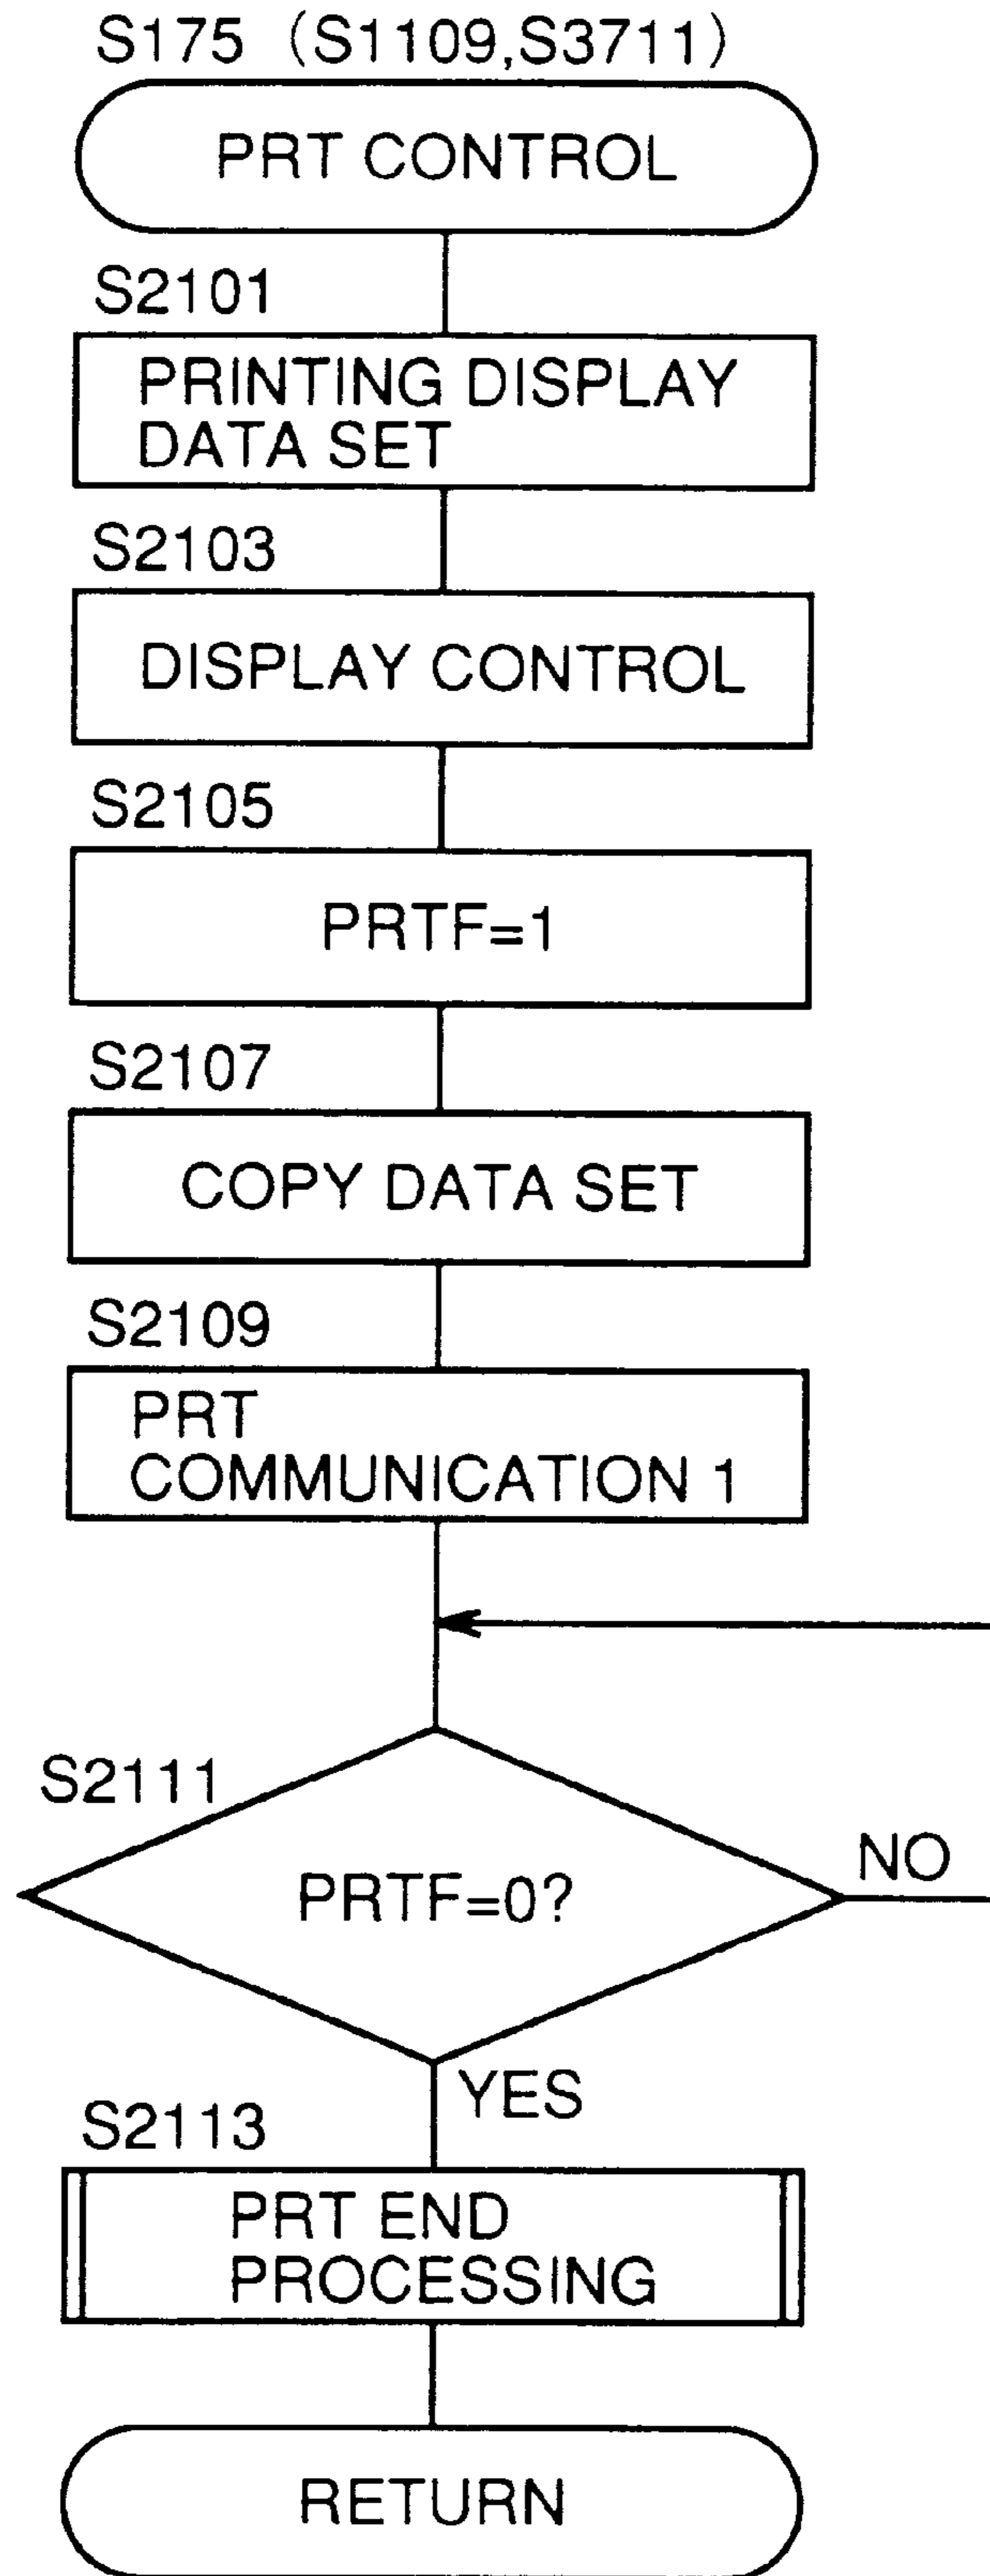 S175 (S1109,S3711)
PRT CONTROL
S2101
PRINTING DISPLAY
DATA SET
S2103
DISPLAY CONTROL
S2105
PRTF=1
S2107
COPY DATA SET
S2109
PRT
COMMUNICATION 1
S2111
PRTF=0?
NO
YES
S2113
PRT END
PROCESSING
RETURN